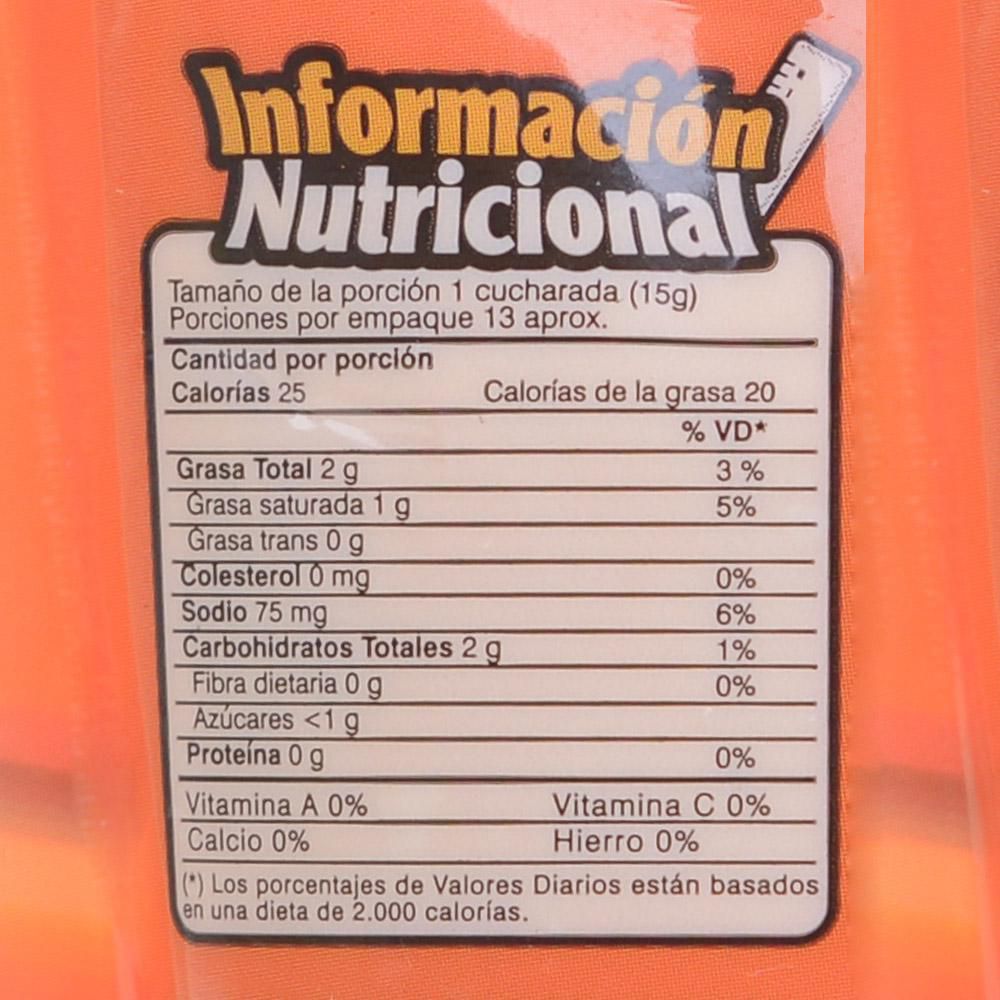 Información
Nutricional
Tamaño de la porción 1 cucharada (15g)
Porciones por empaque 13 aprox.
Cantidad por porción
Calorías 25 Calorías de la grasa 20
% VD*
Grasa Total 2 g 3 %
Grasa saturada 1 g 5%
Grasa trans 0 g
Colesterol 0 mg 0%
Sodio 75 mg 6%
Carbohidratos Totales 2 g 1%
Fibra dietaria 0 g 0%
Azúcares <1 g
Proteína 0 g 0%
Vitamina A 0% Vitamina C 0%
Calcio 0% Hierro 0%
(*) Los porcentajes de Valores Diarios están basados
en una dieta de 2.000 calorías.